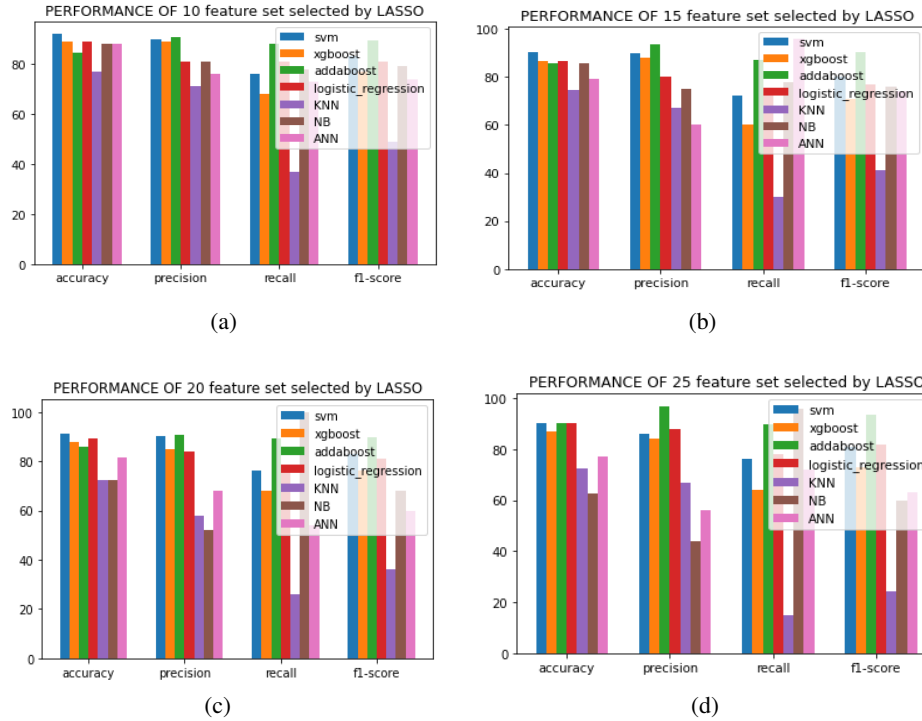 PERFORMANCE OF 10 feature set selected by LASSO
svm
xgboost
addaboost
logistic_regression
KNN
NB
ANN
80
60
40
20
0
accuracy
precision
recall
f1-score
(a)
PERFORMANCE OF 15 feature set selected by LASSO
svm
xgboost
addaboost
logistic_regression
KNN
NB
ANN
100
80
60
40
20
0
accuracy
precision
recall
f1-score
(b)
PERFORMANCE OF 20 feature set selected by LASSO
svm
xgboost
addaboost
logistic_regression
KNN
NB
ANN
100
80
60
40
20
0
accuracy
precision
recall
f1-score
(c)
PERFORMANCE OF 25 feature set selected by LASSO
svm
xgboost
addaboost
logistic_regression
KNN
NB
ANN
100
80
60
40
20
0
accuracy
precision
recall
f1-score
(d)